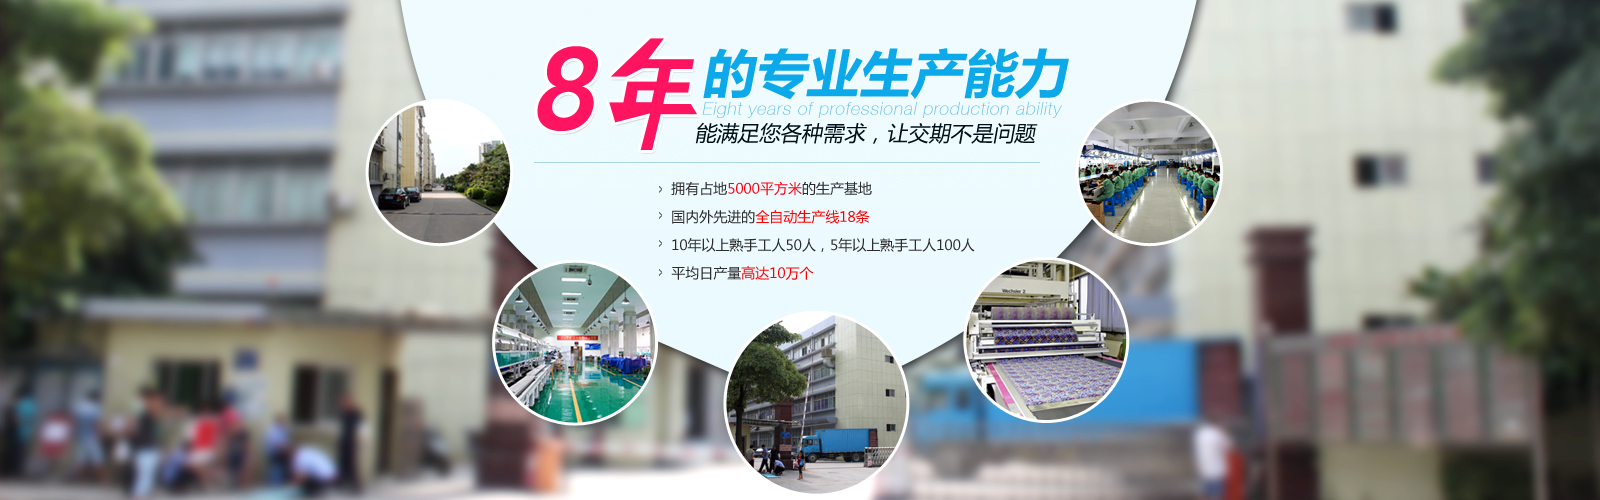 8年的专业生产能力
Eight years of professional production ability
能满足您各种需求，让交期不是问题
拥有占地5000平方米的生产基地
国内外先进的全自动生产线18条
10年以上熟手工人50人，5年以上熟手工人100人
平均日产量高达10万个